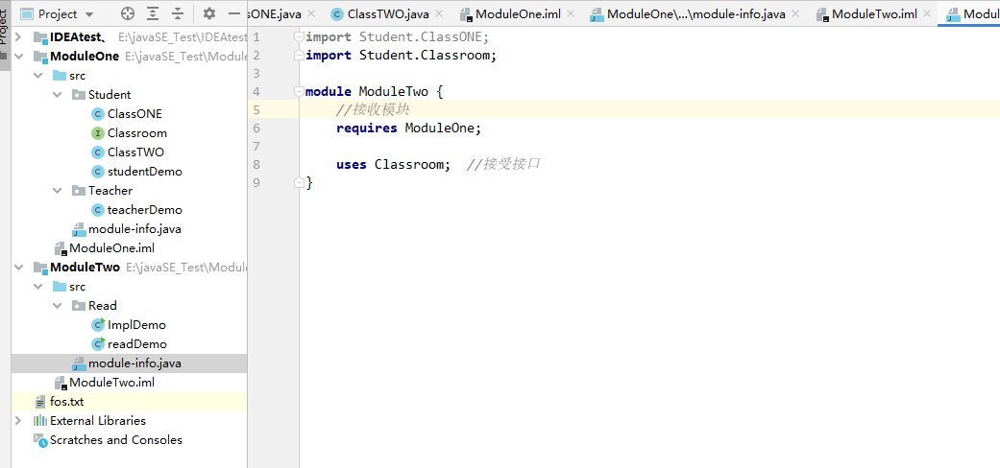 Project
Project
sONE.java
ClassTWO.java
ModuleOne.iml
ModuleOne\...\module-info.java
ModuleTwo.iml
Modul
IDEAtest、 E:\javaSE_Test\IDEAtes
ModuleOne E:\javaSE_Test\Module
src
Student
ClassONE
Classroom
ClassTWO
studentDemo
Teacher
teacherDemo
module-info.java
ModuleOne.iml
ModuleTwo E:\javaSE_Test\Module
src
Read
ImplDemo
readDemo
module-info.java
ModuleTwo.iml
fos.txt
External Libraries
Scratches and Consoles
1 import Student.ClassONE;
2 import Student.Classroom;
3
4 module ModuleTwo {
5 //接收模块
6 requires ModuleOne;
7
8 uses Classroom; //接受接口
9 }